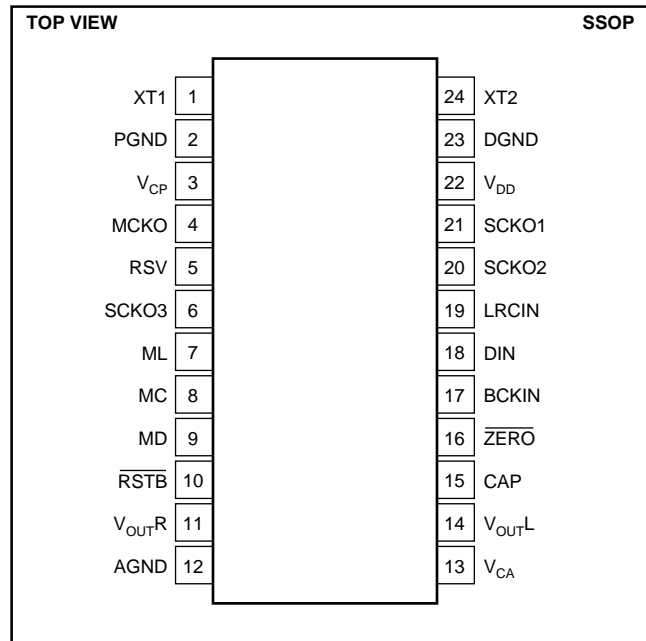 TOP VIEW SSOP
XT1 1 24 XT2
PGND 2 23 DGND
VCP 3 22 VDD
MCKO 4 21 SCKO1
RSV 5 20 SCKO2
SCKO3 6 19 LRCIN
ML 7 18 DIN
MC 8 17 BCKIN
MD 9 16 ZERO
RSTB 10 15 CAP
VOUTR 11 14 VOUTL
AGND 12 13 VCA